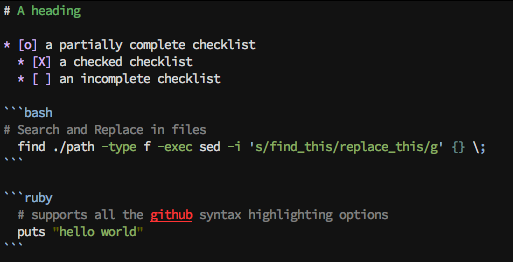 # A heading

* [o] a partially complete checklist
  * [X] a checked checklist
  * [ ] an incomplete checklist

```bash
# Search and Replace in files
  find ./path -type f -exec sed -i 's/find_this/replace_this/g' {} \;
```

```ruby
  # supports all the github syntax highlighting options
  puts "hello world"
```